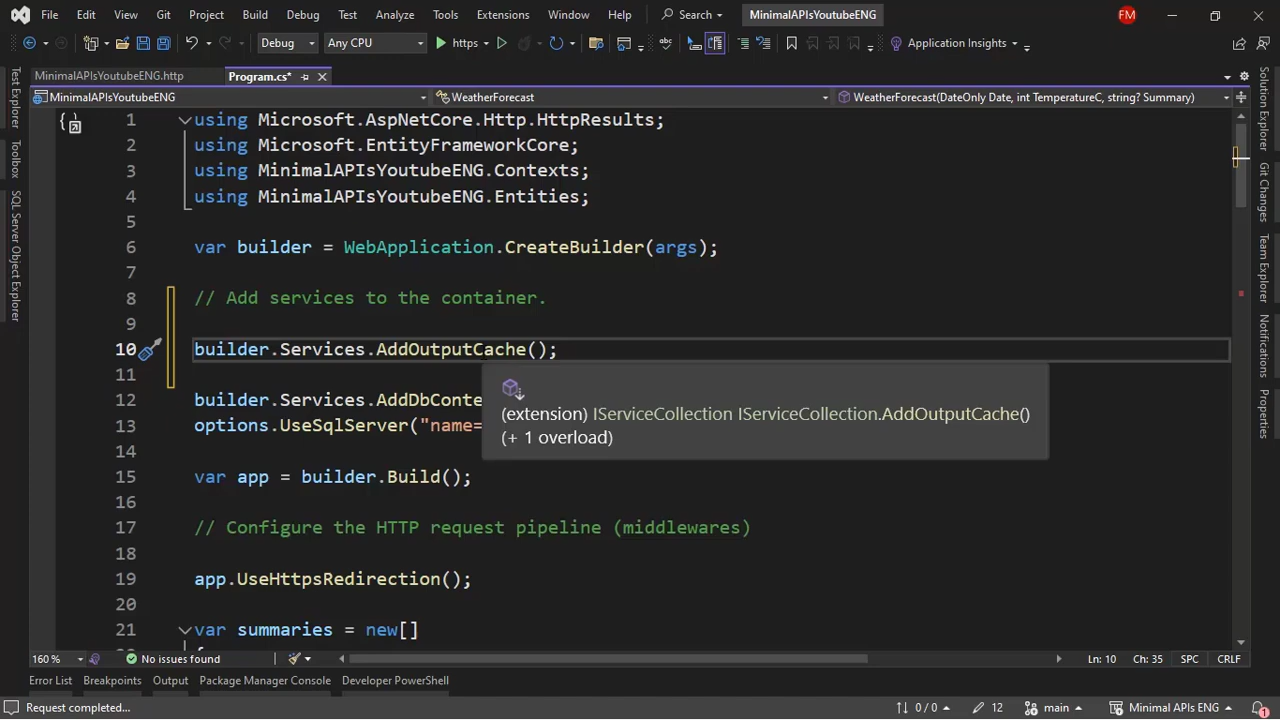 File Edit View Git Project Build Debug Test Analyze Tools Extensions Window Help Search MinimalAPIsYoutubeENG FM
Debug Any CPU https Application Insights
MinimalAPIsYoutubeENG.http Program.cs*
MinimalAPIsYoutubeENG WeatherForecast WeatherForecast(DateOnly Date, int TemperatureC, string? Summary)
Test Explorer
Toolbox
SQL Server Object Explorer
1 using Microsoft.AspNetCore.Http.HttpResults;
2 using Microsoft.EntityFrameworkCore;
3 using MinimalAPIsYoutubeENG.Contexts;
4 using MinimalAPIsYoutubeENG.Entities;
5
6 var builder = WebApplication.CreateBuilder(args);
7
8 // Add services to the container.
9
10 builder.Services.AddOutputCache();
11
(extension) IServiceCollection IServiceCollection.AddOutputCache()
(+ 1 overload)
12 builder.Services.AddDbConte
13 options.UseSqlServer("name=
14
15 var app = builder.Build();
16
17 // Configure the HTTP request pipeline (middlewares)
18
19 app.UseHttpsRedirection();
20
21 var summaries = new[]
{
Solution Explorer
Git Changes
Team Explorer
Notifications
Properties
160 % No issues found Ln: 10 Ch: 35 SPC CRLF
Error List Breakpoints Output Package Manager Console Developer PowerShell
Request completed... 0 / 0 12 main Minimal APIs ENG 1